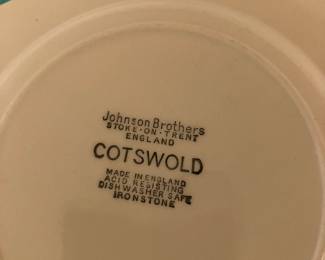 Johnson Brothers
STOKE·ON·TRENT
ENGLAND
COTSWOLD
MADE IN ENGLAND
ACID RESISTING
DISHWASHER SAFE
IRONSTONE